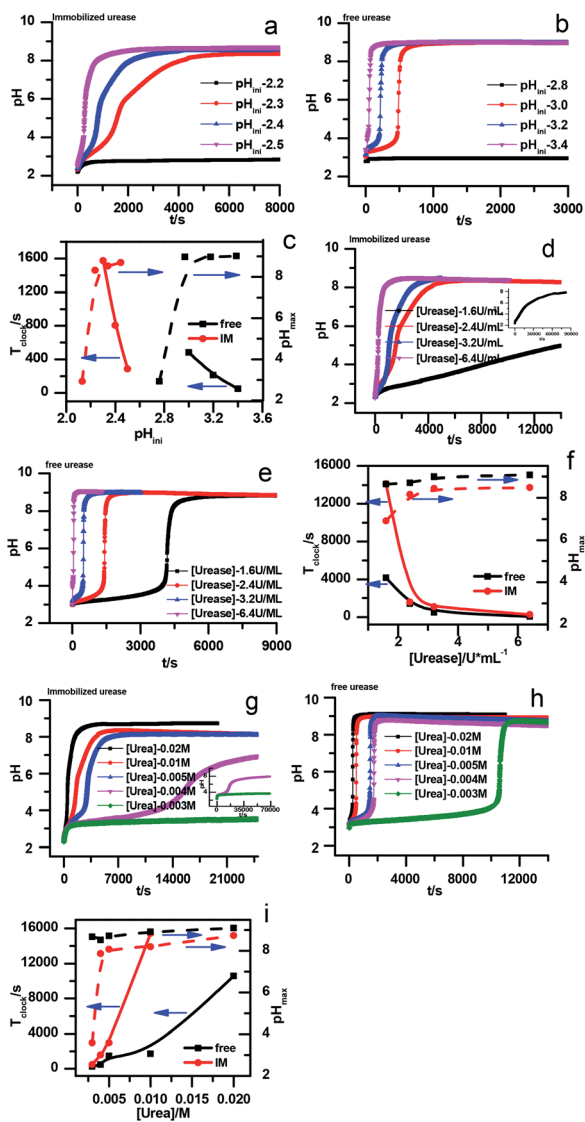 Immobilized urease
a
pH
10
8
6
4
2
pHini-2.2
pHini-2.3
pHini-2.4
pHini-2.5
0 2000 4000 6000 8000
t/s
free urease
b
pH
10
8
6
4
2
pHini-2.8
pHini-3.0
pHini-3.2
pHini-3.4
0 1000 2000 3000
t/s
c
Tclock/s
1600
1200
800
400
0
pHmax
8
6
4
2
free
IM
2.0 2.4 2.8 3.2 3.6
pHini
Immobilized urease
d
pH
10
8
6
4
2
[Urease]-1.6U/mL
[Urease]-2.4U/mL
[Urease]-3.2U/mL
[Urease]-6.4U/mL
0 30000 60000 90000
t/s
0 4000 8000 12000
t/s
free urease
e
pH
10
8
6
4
2
[Urease]-1.6U/ML
[Urease]-2.4U/ML
[Urease]-3.2U/ML
[Urease]-6.4U/ML
0 3000 6000 9000
t/s
f
Tclock/s
16000
12000
8000
4000
0
pHmax
8
6
4
2
free
IM
2 4 6
[Urease]/U*mL-1
Immobilized urease
g
pH
10
8
6
4
2
[Urea]-0.02M
[Urea]-0.01M
[Urea]-0.005M
[Urea]-0.004M
[Urea]-0.003M
pH
0 35000 70000
t/s
0 7000 14000 21000
t/s
free urease
h
pH
10
8
6
4
2
[Urea]-0.02M
[Urea]-0.01M
[Urea]-0.005M
[Urea]-0.004M
[Urea]-0.003M
0 4000 8000 12000
t/s
i
Tclock/s
16000
12000
8000
4000
0
pHmax
8
6
4
2
free
IM
0.005 0.010 0.015 0.020
[Urea]/M